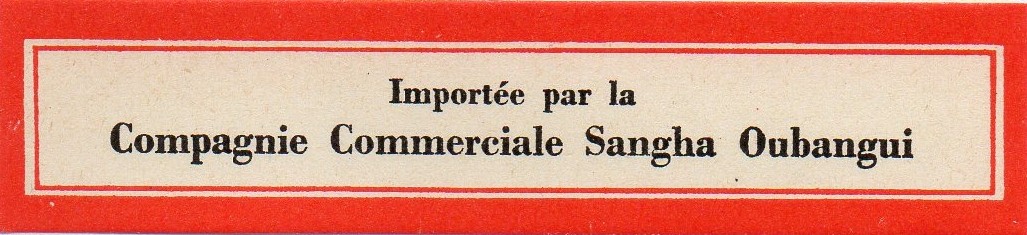 Importée par la
Compagnie Commerciale Sangha Oubangui